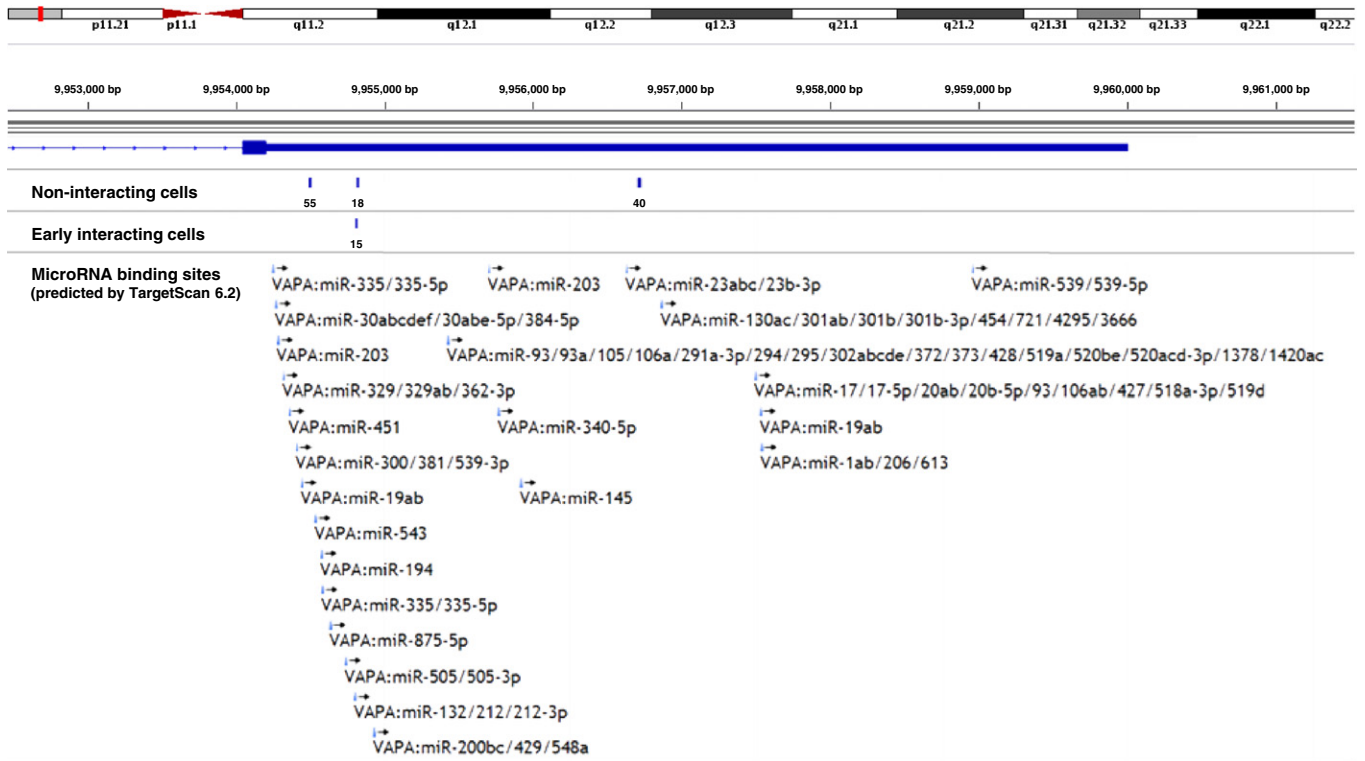 p11.21 p11.1 q11.2 q12.1 q12.2 q12.3 q21.1 q21.2 q21.31 q21.32 q21.33 q22.1 q22.2
9,953,000 bp 9,954,000 bp 9,955,000 bp 9,956,000 bp 9,957,000 bp 9,958,000 bp 9,959,000 bp 9,960,000 bp 9,961,000 bp
Non-interacting cells
55 18 40
Early interacting cells
15
MicroRNA binding sites
(predicted by TargetScan 6.2)
VAPA:miR-335/335-5p VAPA:miR-203 VAPA:miR-23abc/23b-3p VAPA:miR-539/539-5p
VAPA:miR-30abcdef/30abe-5p/384-5p VAPA:miR-130ac/301ab/301b/301b-3p/454/721/4295/3666
VAPA:miR-203 VAPA:miR-93/93a/105/106a/291a-3p/294/295/302abcde/372/373/428/519a/520be/520acd-3p/1378/1420ac
VAPA:miR-329/329ab/362-3p VAPA:miR-17/17-5p/20ab/20b-5p/93/106ab/427/518a-3p/519d
VAPA:miR-451 VAPA:miR-340-5p VAPA:miR-19ab
VAPA:miR-300/381/539-3p VAPA:miR-1ab/206/613
VAPA:miR-19ab VAPA:miR-145
VAPA:miR-543
VAPA:miR-194
VAPA:miR-335/335-5p
VAPA:miR-875-5p
VAPA:miR-505/505-3p
VAPA:miR-132/212/212-3p
VAPA:miR-200bc/429/548a